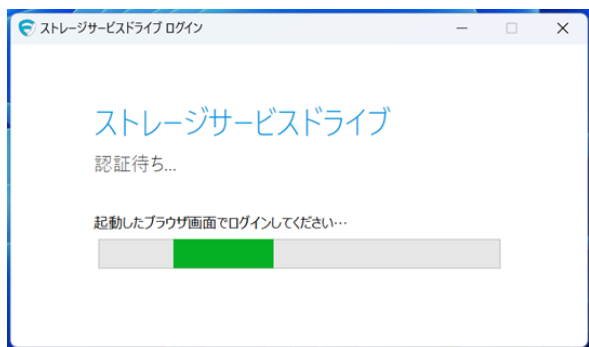 ストレージサービスドライブ ログイン
ストレージサービスドライブ
認証待ち...
起動したブラウザ画面でログインしてください…